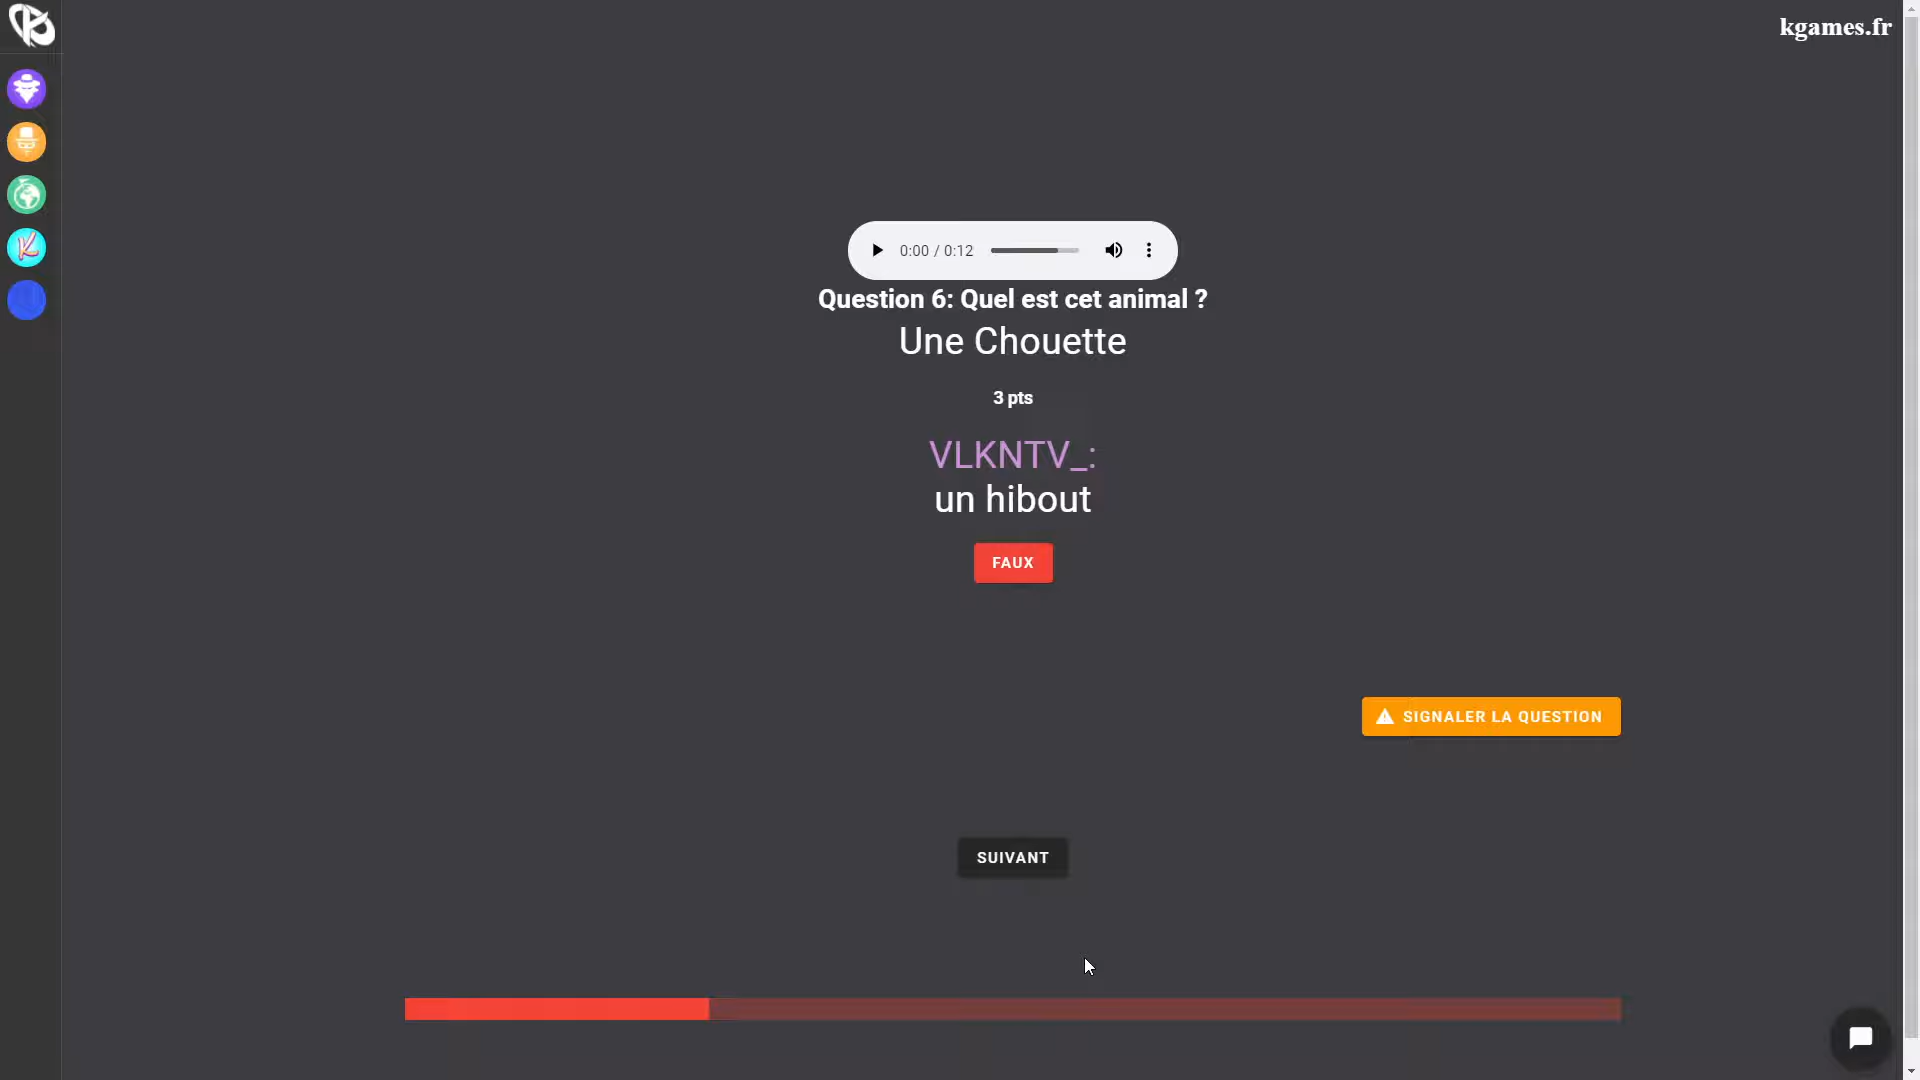 kgames.fr
0:00 / 0:12
Question 6: Quel est cet animal ?
Une Chouette
3 pts
VLKNTV_:
un hibout
FAUX
SIGNALER LA QUESTION
SUIVANT